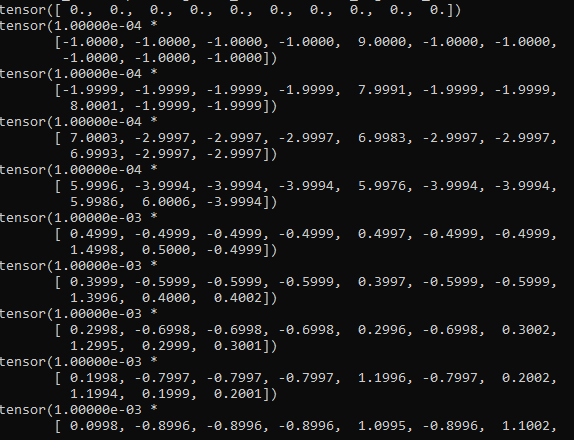 tensor([ 0., 0., 0., 0., 0., 0., 0., 0., 0., 0.])
tensor(1.00000e-04 *
[-1.0000, -1.0000, -1.0000, -1.0000, 9.0000, -1.0000, -1.0000,
-1.0000, -1.0000, -1.0000])
tensor(1.00000e-04 *
[-1.9999, -1.9999, -1.9999, -1.9999, 7.9991, -1.9999, -1.9999,
8.0001, -1.9999, -1.9999])
tensor(1.00000e-04 *
[ 7.0003, -2.9997, -2.9997, -2.9997, 6.9983, -2.9997, -2.9997,
6.9993, -2.9997, -2.9997])
tensor(1.00000e-04 *
[ 5.9996, -3.9994, -3.9994, -3.9994, 5.9976, -3.9994, -3.9994,
5.9986, 6.0006, -3.9994])
tensor(1.00000e-03 *
[ 0.4999, -0.4999, -0.4999, -0.4999, 0.4997, -0.4999, -0.4999,
1.4998, 0.5000, -0.4999])
tensor(1.00000e-03 *
[ 0.3999, -0.5999, -0.5999, -0.5999, 0.3997, -0.5999, -0.5999,
1.3996, 0.4000, 0.4002])
tensor(1.00000e-03 *
[ 0.2998, -0.6998, -0.6998, -0.6998, 0.2996, -0.6998, 0.3002,
1.2995, 0.2999, 0.3001])
tensor(1.00000e-03 *
[ 0.1998, -0.7997, -0.7997, -0.7997, 1.1996, -0.7997, 0.2002,
1.1994, 0.1999, 0.2001])
tensor(1.00000e-03 *
[ 0.0998, -0.8996, -0.8996, -0.8996, 1.0995, -0.8996, 1.1002,